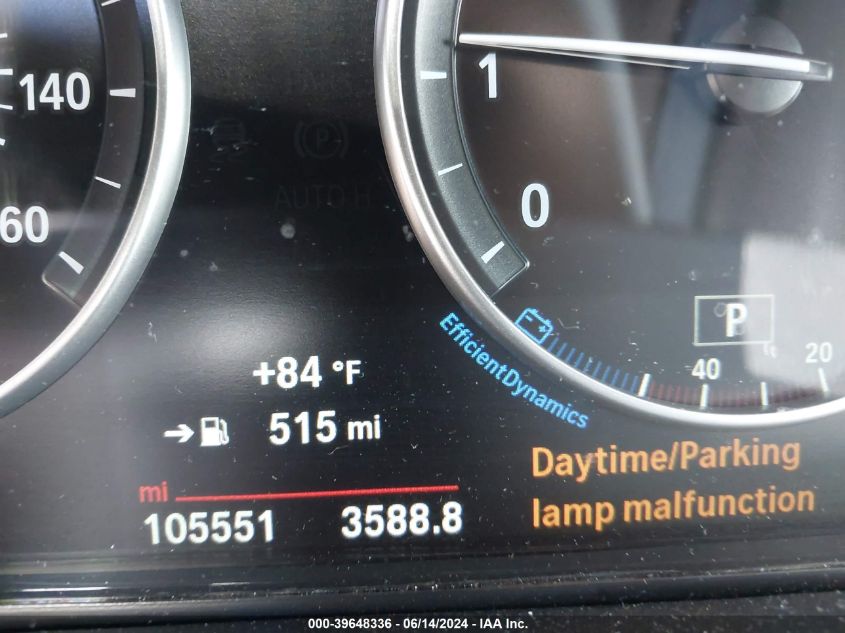 140
60
1
0
(P)
AUTO H
EfficientDynamics
P
40
20
+84 °F
515 mi
mi
105551 3588.8
Daytime/Parking
lamp malfunction
000-39648336 - 06/14/2024 - IAA Inc.